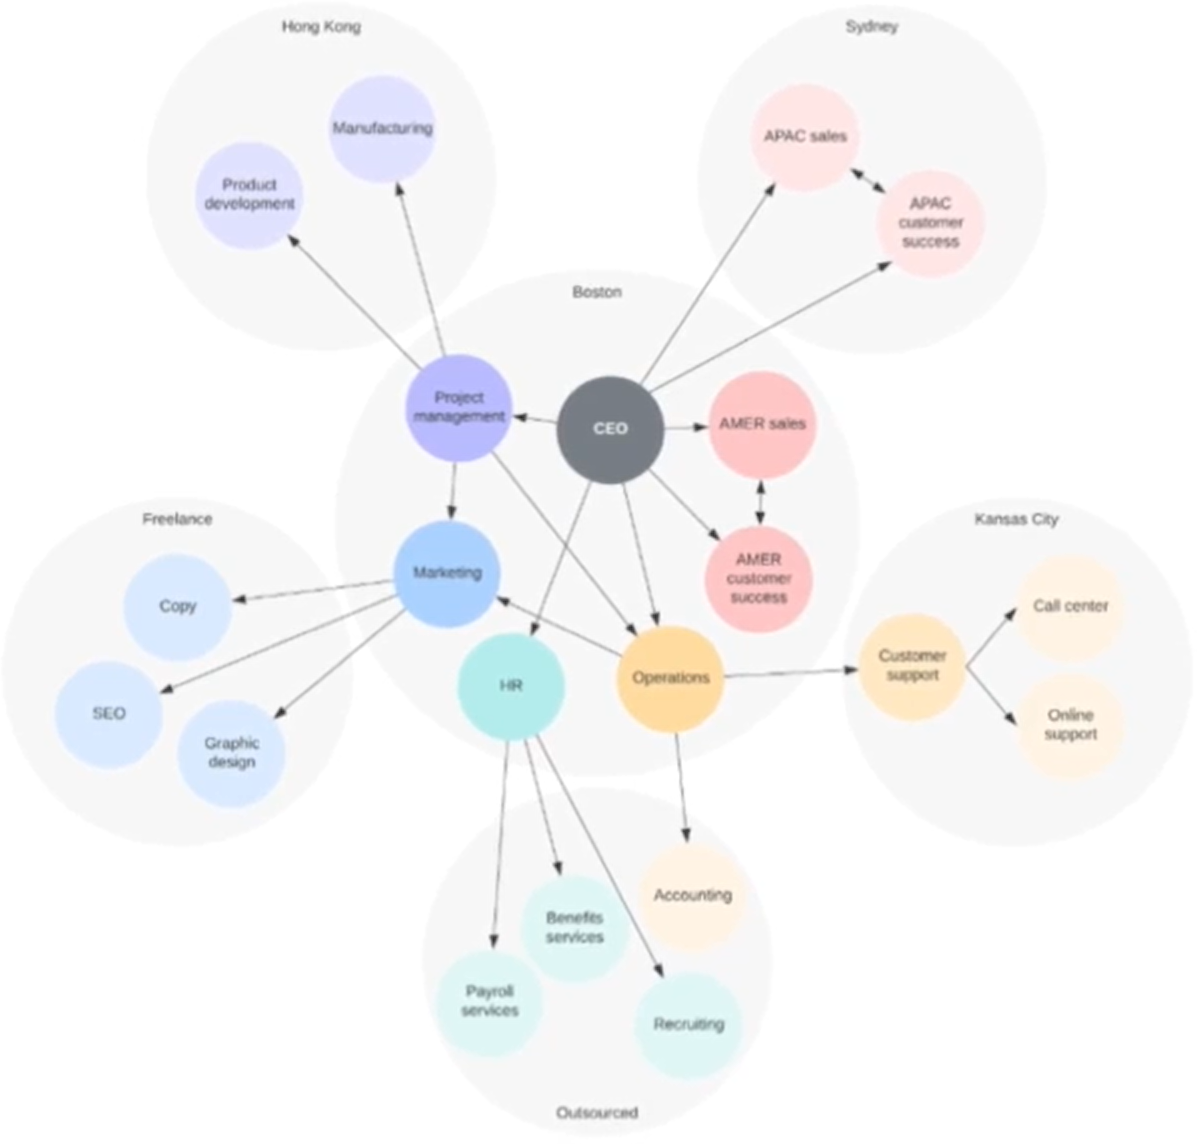 Hong Kong
Manufacturing
Product
development
Sydney
APAC sales
APAC
customer
success
Boston
Project
management
CEO
AMER sales
AMER
customer
success
Marketing
HR
Operations
Freelance
Copy
SEO
Graphic
design
Kansas City
Customer
support
Call center
Online
support
Accounting
Benefits
services
Payroll
services
Recruiting
Outsourced